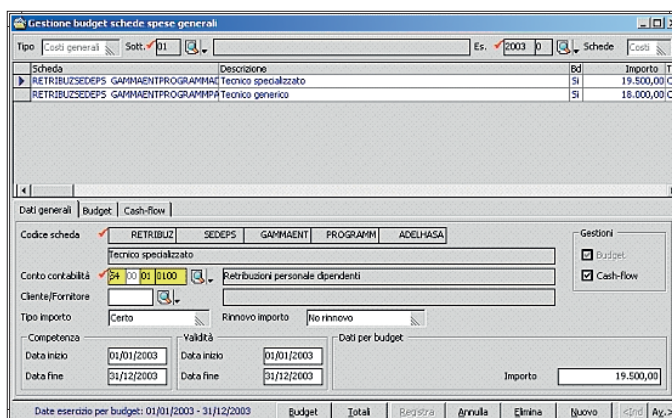 Gestione budget schede spese generali
Tipo Costi generali Sott. 01 Es. 2003 0 Schede Costi
Scheda Descrizione Bd Importo T
RETRIBUZSEDEPS GAMMAENTPROGRAMMAD Tecnico specializzato Si 19.500,00 C
RETRIBUZSEDEPS GAMMAENTPROGRAMMPA Tecnico generico Si 18.000,00 C
Dati generali Budget Cash-flow
Codice scheda RETRIBUZ SEDEPS GAMMAENT PROGRAMM ADELHASA Gestioni
Tecnico specializzato Budget
Conto contabilità 64 00 01 0100 Retribuzioni personale dipendenti Cash-flow
Cliente/Fornitore
Tipo importo Certo Rinnovo importo No rinnovo
Competenza Validità Dati per budget
Data inizio 01/01/2003 Data inizio 01/01/2003
Data fine 31/12/2003 Data fine 31/12/2003 Importo 19.500,00
Date esercizio per budget: 01/01/2003 - 31/12/2003 Budget Totali Registra Annulla Elimina Nuovo <Ind Av.>